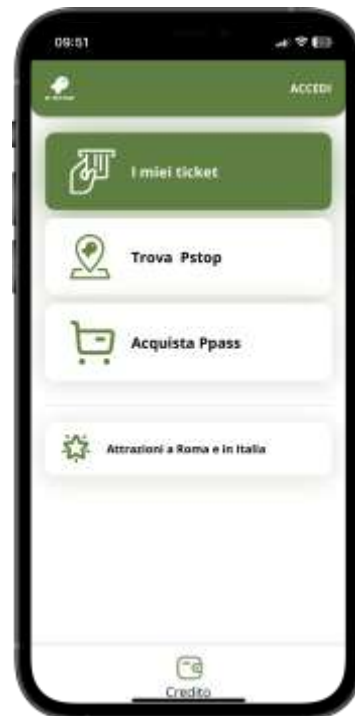 09:51
ACCEDI
I miei ticket
Trova Pstop
Acquista Ppass
Attrazioni a Roma e in Italia
Credito